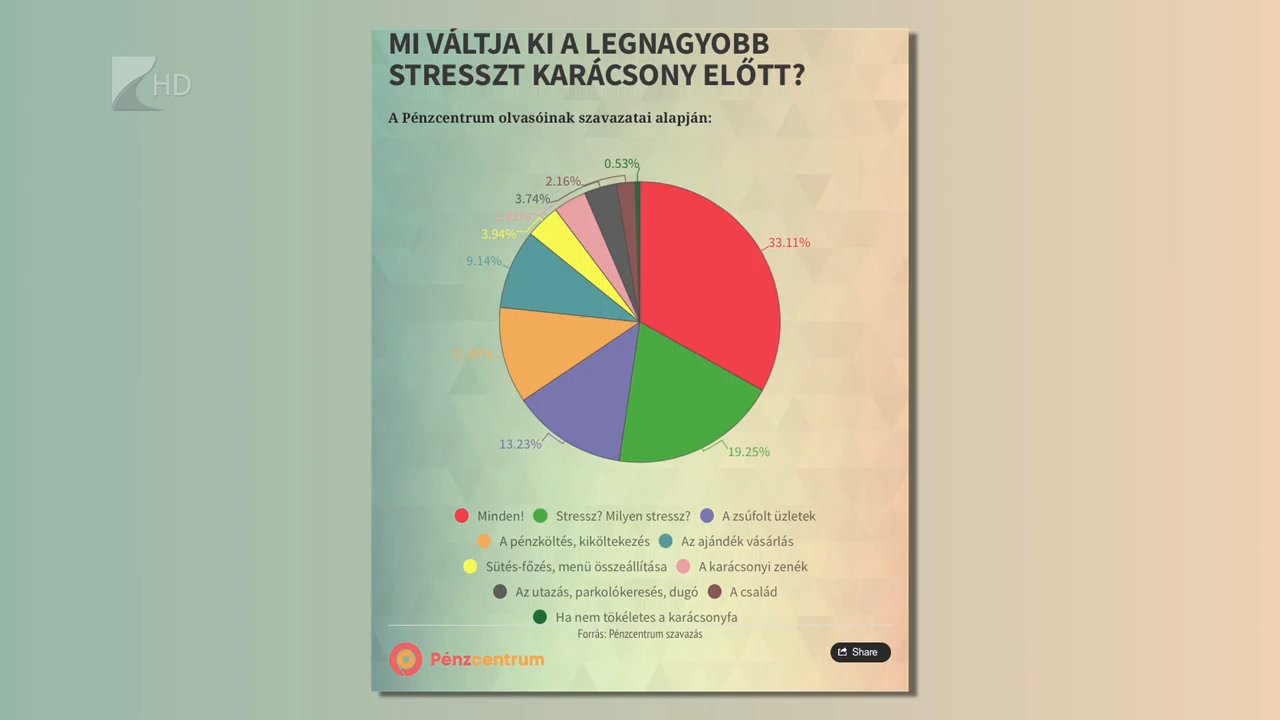 HD
MI VÁLTJA KI A LEGNAGYOBB
STRESSZT KARÁCSONY ELŐTT?
A Pénzcentrum olvasóinak szavazatai alapján:
0.53%
2.16%
3.74%
3.94%
9.14%
33.11%
13.23%
19.25%
Minden! Stressz? Milyen stressz? A zsúfolt üzletek
A pénzköltés, kiköltekezés Az ajándék vásárlás
Sütés-főzés, menü összeállítása A karácsonyi zenék
Az utazás, parkolókeresés, dugó A család
Ha nem tökéletes a karácsonyfa
Forrás: Pénzcentrum szavazás
Pénzcentrum
Share